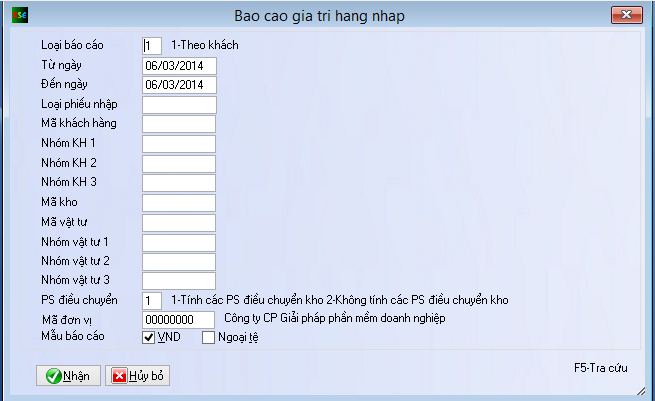 SE
Bao cao gia tri hang nhap
Loại báo cáo 1 1-Theo khách
Từ ngày 06/03/2014
Đến ngày 06/03/2014
Loại phiếu nhập
Mã khách hàng
Nhóm KH 1
Nhóm KH 2
Nhóm KH 3
Mã kho
Mã vật tư
Nhóm vật tư 1
Nhóm vật tư 2
Nhóm vật tư 3
PS điều chuyển 1 1-Tính các PS điều chuyển kho 2-Không tính các PS điều chuyển kho
Mã đơn vị 00000000 Công ty CP Giải pháp phần mềm doanh nghiệp
Mẫu báo cáo VND Ngoại tệ
F5-Tra cứu
Nhận Hủy bỏ